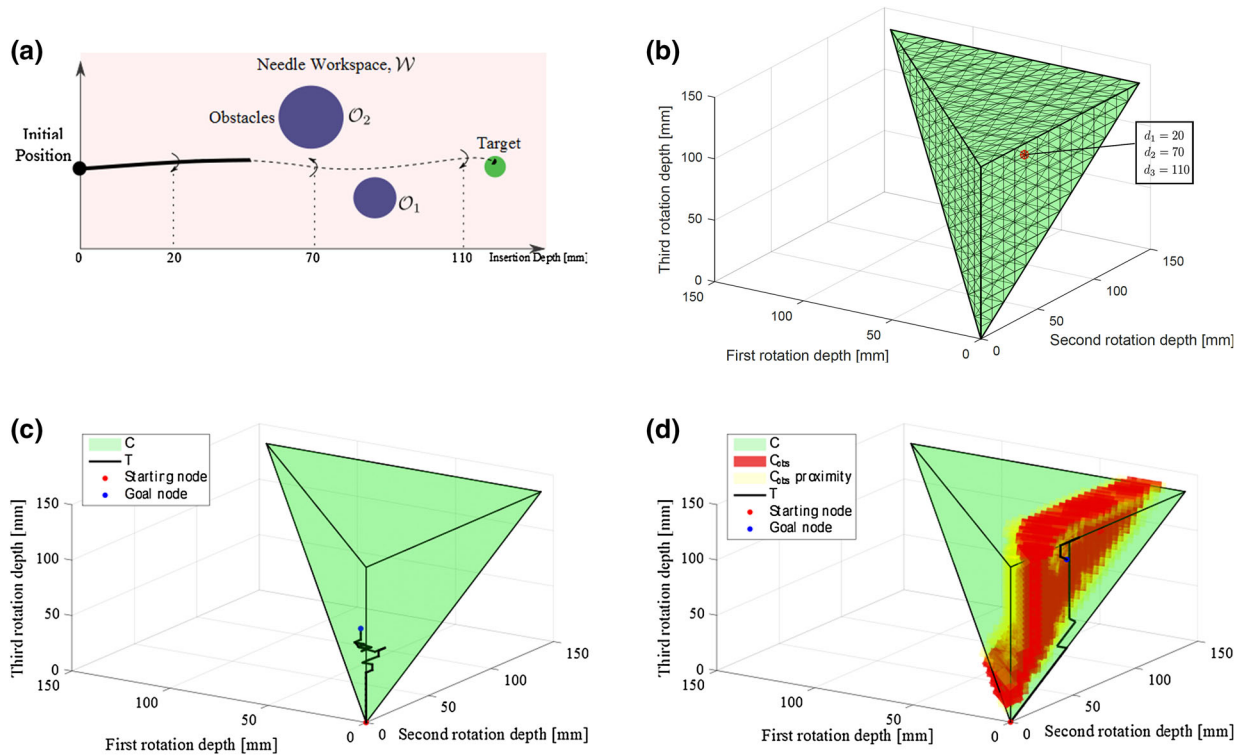 (a)
Needle Workspace, 𝒲
Obstacles
𝒪₂
Initial
Position
Target
𝒪₁
0
20
70
110
Insertion Depth [mm]
(b)
Third rotation depth [mm]
150
100
50
0
150
100
50
0
First rotation depth [mm]
0
50
100
150
Second rotation depth [mm]
d₁ = 20
d₂ = 70
d₃ = 110
(c)
C
T
Starting node
Goal node
Third rotation depth [mm]
150
100
50
0
150
100
50
0
First rotation depth [mm]
0
50
100
150
Second rotation depth [mm]
(d)
C
C_obs
C_obs proximity
T
Starting node
Goal node
Third rotation depth [mm]
150
100
50
0
150
100
50
0
First rotation depth [mm]
0
50
100
150
Second rotation depth [mm]